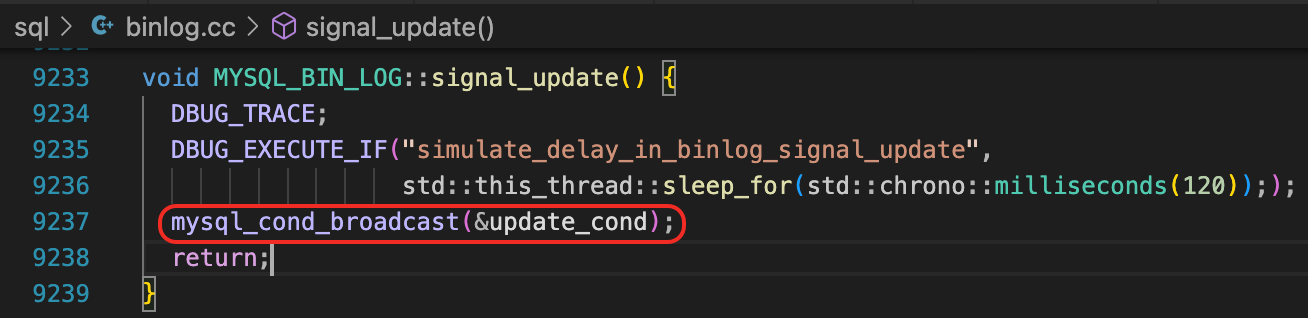 sql > binlog.cc > signal_update()
9233 void MYSQL_BIN_LOG::signal_update() {
9234 DBUG_TRACE;
9235 DBUG_EXECUTE_IF("simulate_delay_in_binlog_signal_update",
9236 std::this_thread::sleep_for(std::chrono::milliseconds(120)););
9237 mysql_cond_broadcast(&update_cond);
9238 return;
9239 }